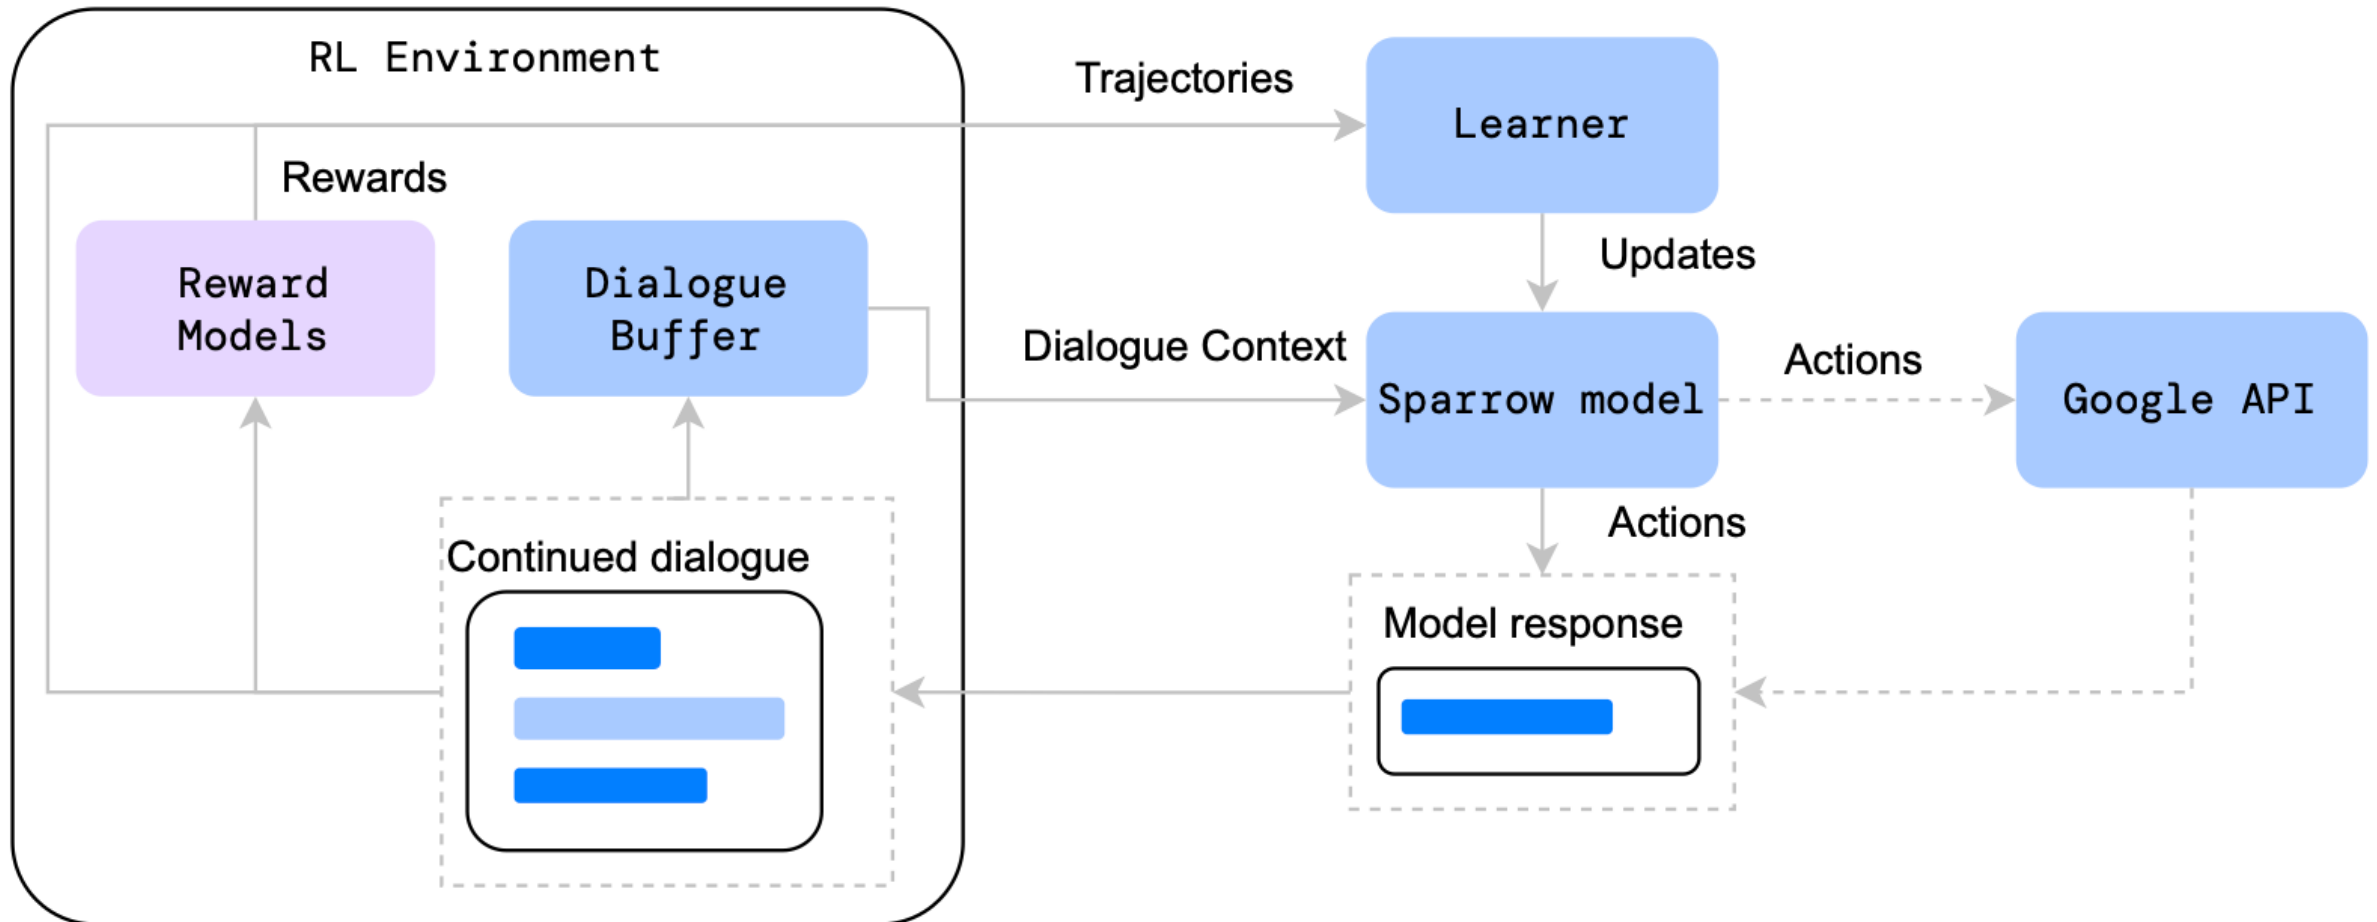 RL Environment
Trajectories
Learner
Rewards
Updates
Reward
Models
Dialogue
Buffer
Dialogue Context
Sparrow model
Actions
Google API
Actions
Continued dialogue
Model response